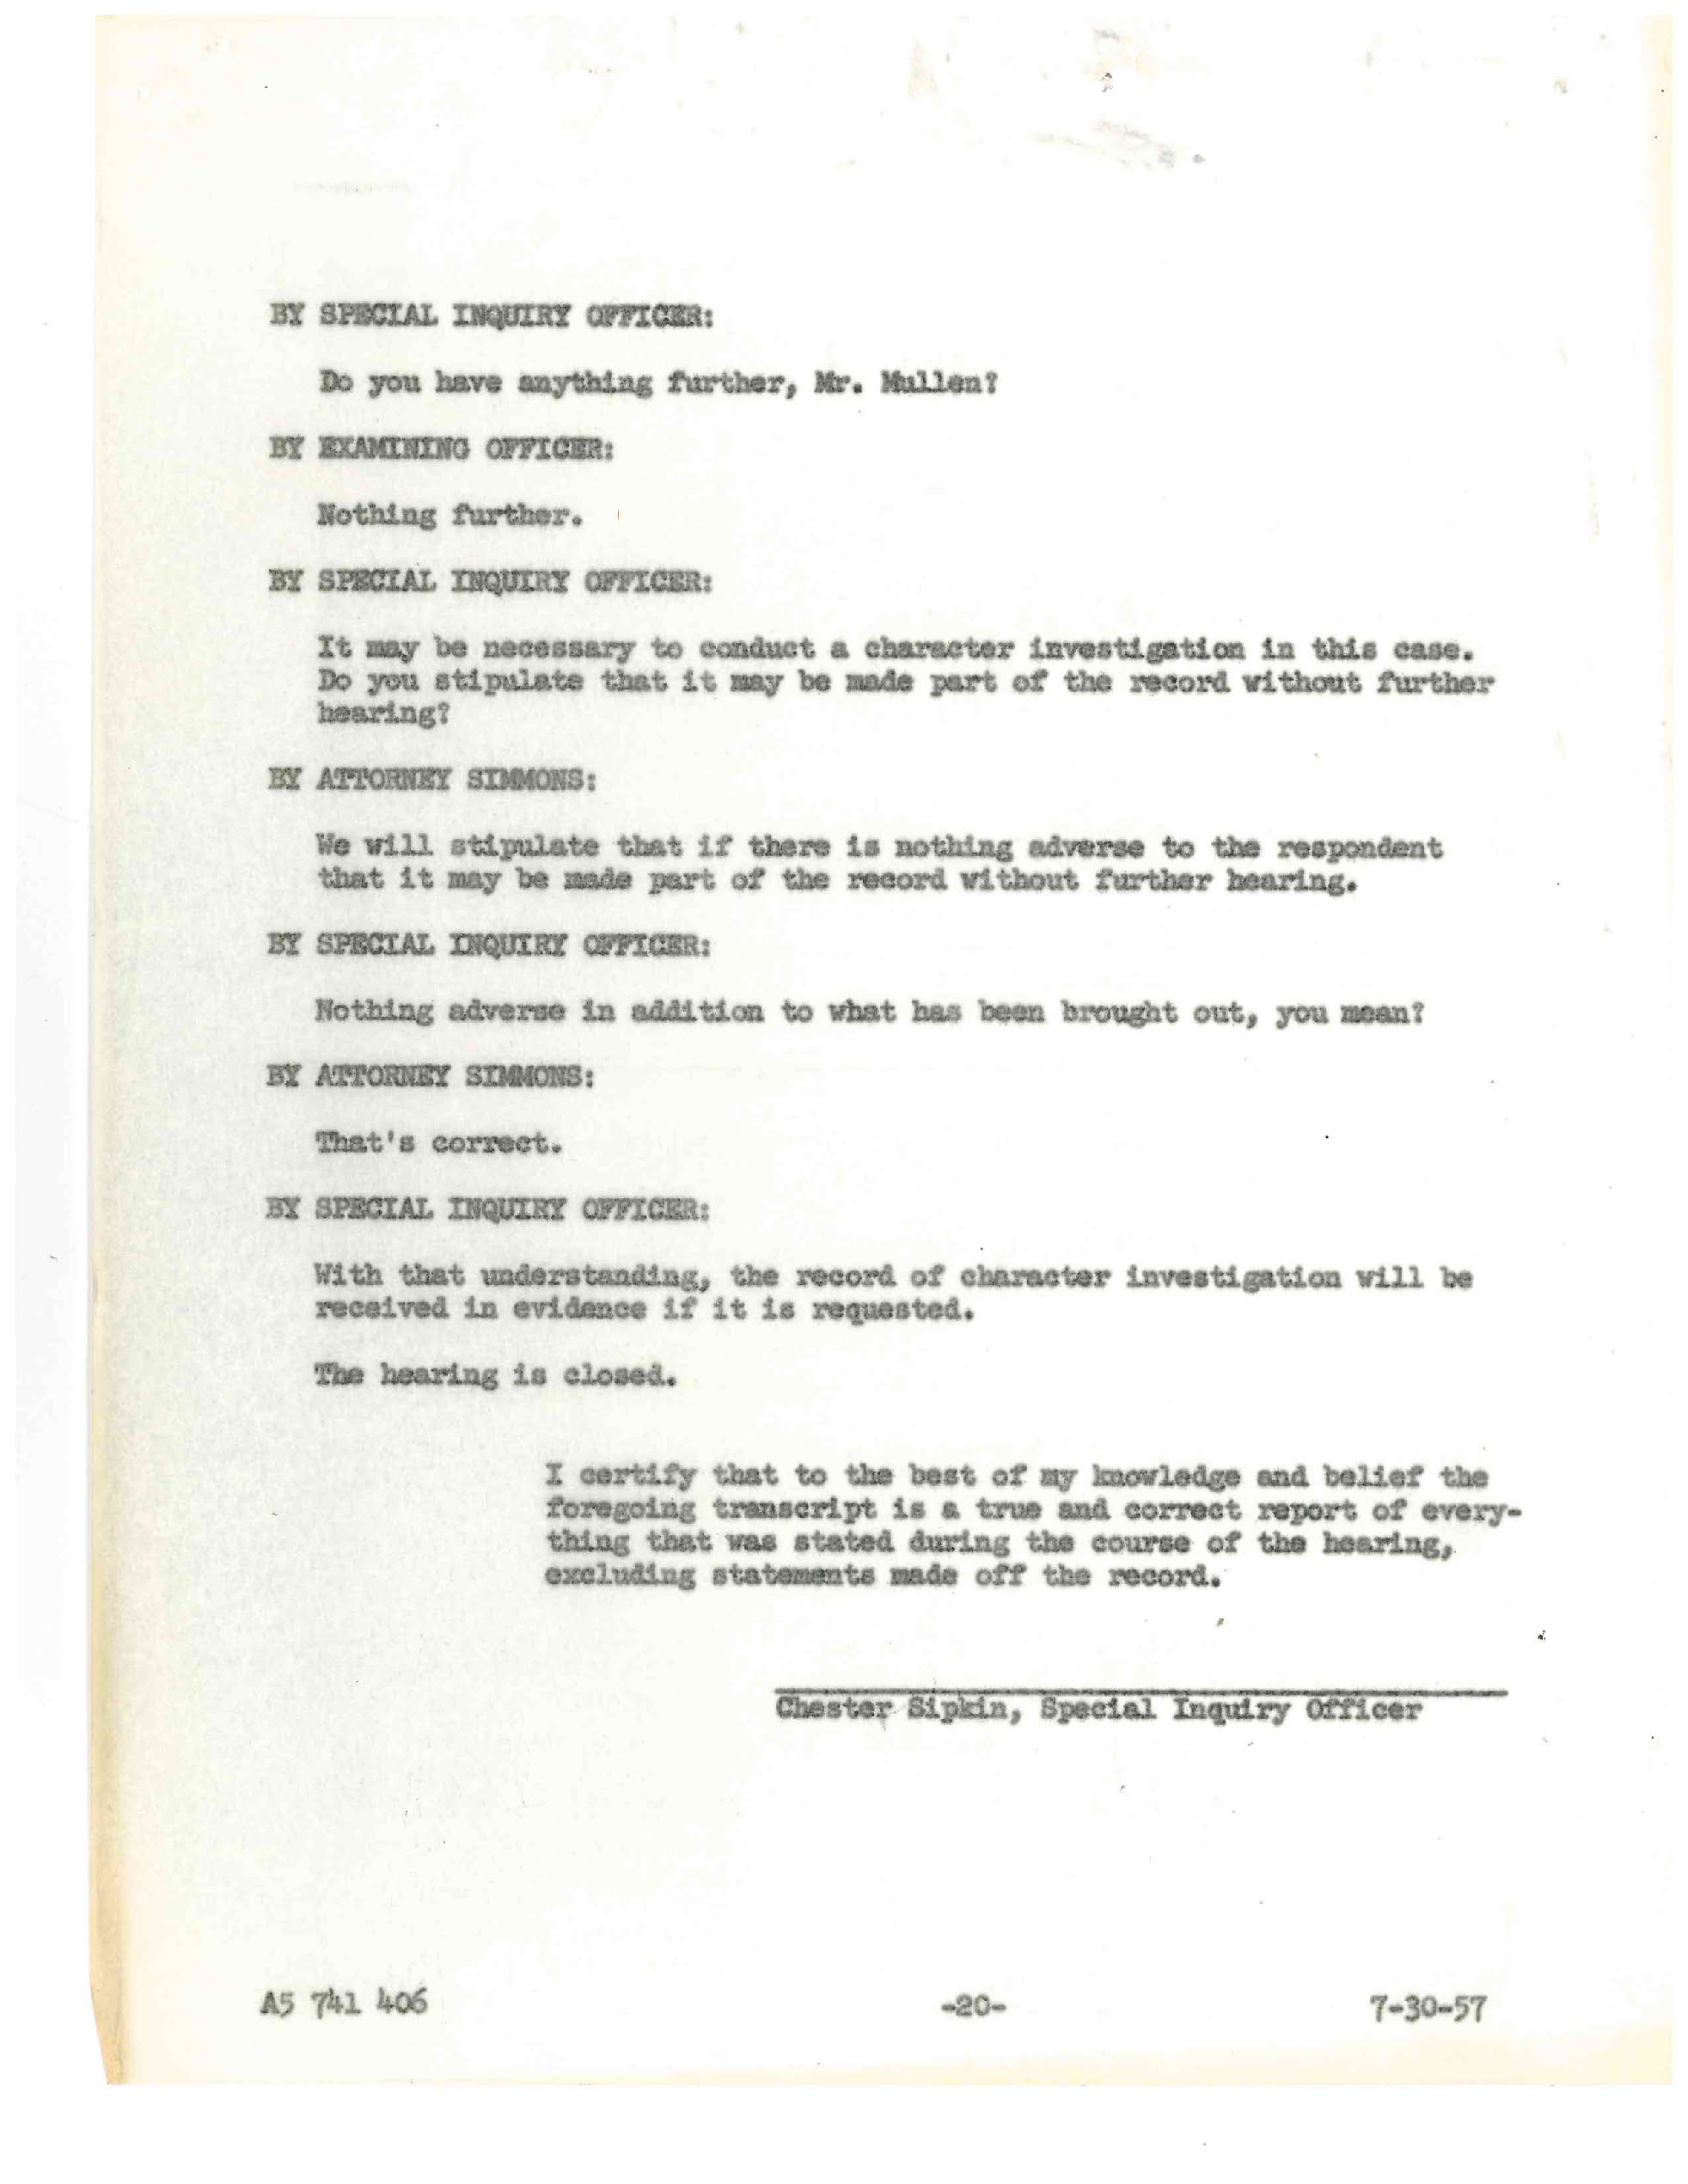 BY SPECIAL INQUIRY OFFICER:
Do you have anything further, Mr. Mullen?
BY EXAMINING OFFICER:
Nothing further.
BY SPECIAL INQUIRY OFFICER:
It may be necessary to conduct a character investigation in this case.
Do you stipulate that it may be made part of the record without further
hearing?
BY ATTORNEY SIMMONS:
We will stipulate that if there is nothing adverse to the respondent
that it may be made part of the record without further hearing.
BY SPECIAL INQUIRY OFFICER:
Nothing adverse in addition to what has been brought out, you mean?
BY ATTORNEY SIMMONS:
That's correct.
BY SPECIAL INQUIRY OFFICER:
With that understanding, the record of character investigation will be
received in evidence if it is requested.
The hearing is closed.
I certify that to the best of my knowledge and belief the
foregoing transcript is a true and correct report of every-
thing that was stated during the course of the hearing,
excluding statements made off the record.
Chester Sipkin, Special Inquiry Officer
A5 741 406 -20- 7-30-57